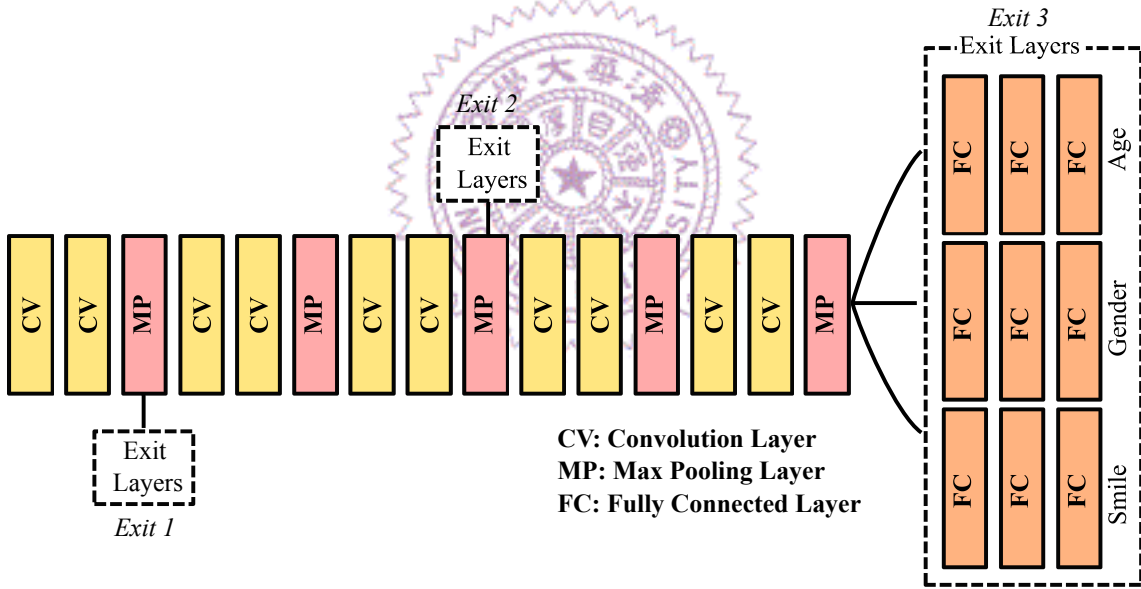 Exit 3
Exit Layers
Exit 2
Exit
Layers
CV CV MP CV CV MP CV CV MP CV CV MP CV CV MP
Exit
Layers
Exit 1
FC FC FC Age
FC FC FC Gender
FC FC FC Smile
CV: Convolution Layer
MP: Max Pooling Layer
FC: Fully Connected Layer